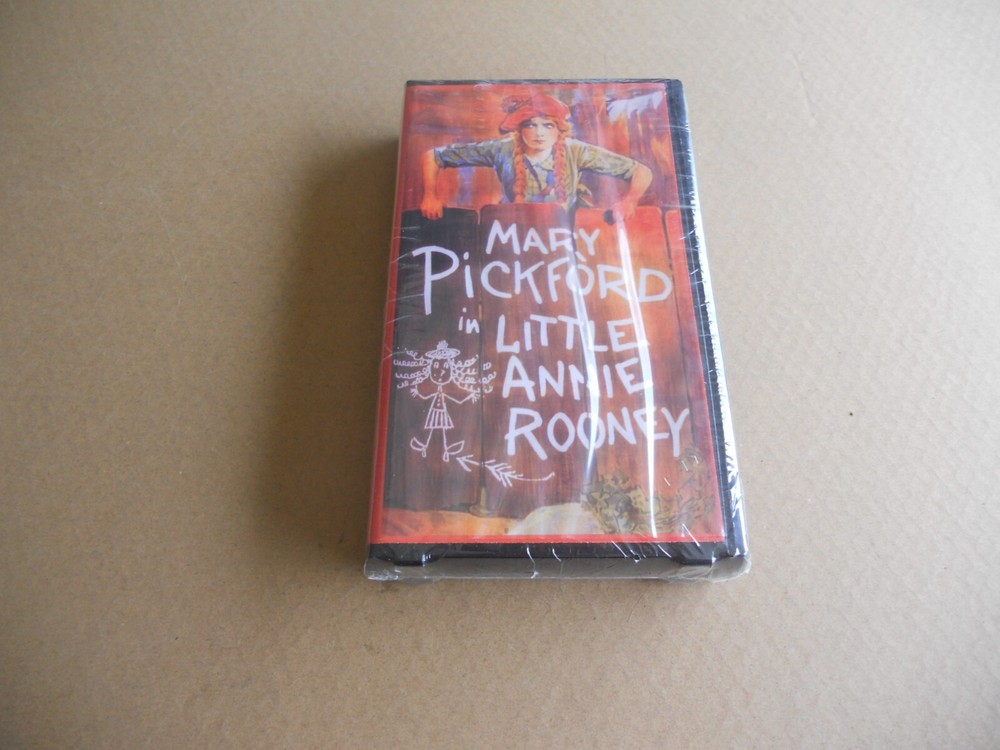 MARY
PiCKFORD
in LITTLE
ANNIE
ROONEY